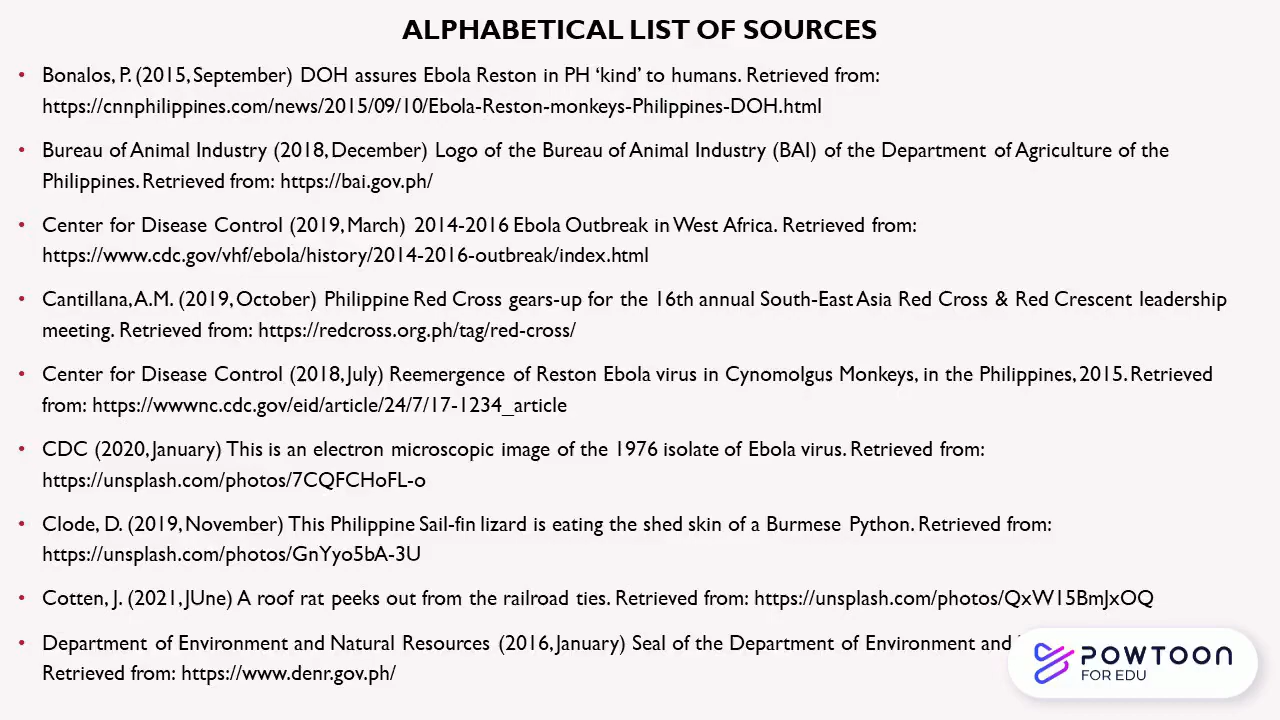 ALPHABETICAL LIST OF SOURCES
• Bonalos, P. (2015, September) DOH assures Ebola Reston in PH ‘kind’ to humans. Retrieved from:
https://cnnphilippines.com/news/2015/09/10/Ebola-Reston-monkeys-Philippines-DOH.html
• Bureau of Animal Industry (2018, December) Logo of the Bureau of Animal Industry (BAI) of the Department of Agriculture of the
Philippines. Retrieved from: https://bai.gov.ph/
• Center for Disease Control (2019, March) 2014-2016 Ebola Outbreak in West Africa. Retrieved from:
https://www.cdc.gov/vhf/ebola/history/2014-2016-outbreak/index.html
• Cantillana, A.M. (2019, October) Philippine Red Cross gears-up for the 16th annual South-East Asia Red Cross & Red Crescent leadership
meeting. Retrieved from: https://redcross.org.ph/tag/red-cross/
• Center for Disease Control (2018, July) Reemergence of Reston Ebola virus in Cynomolgus Monkeys, in the Philippines, 2015. Retrieved
from: https://wwwnc.cdc.gov/eid/article/24/7/17-1234_article
• CDC (2020, January) This is an electron microscopic image of the 1976 isolate of Ebola virus. Retrieved from:
https://unsplash.com/photos/7CQFCHoFL-o
• Clode, D. (2019, November) This Philippine Sail-fin lizard is eating the shed skin of a Burmese Python. Retrieved from:
https://unsplash.com/photos/GnYyo5bA-3U
• Cotten, J. (2021, JUne) A roof rat peeks out from the railroad ties. Retrieved from: https://unsplash.com/photos/QxW15BmJxOQ
• Department of Environment and Natural Resources (2016, January) Seal of the Department of Environment and
Retrieved from: https://www.denr.gov.ph/
POWTOON
FOR EDU